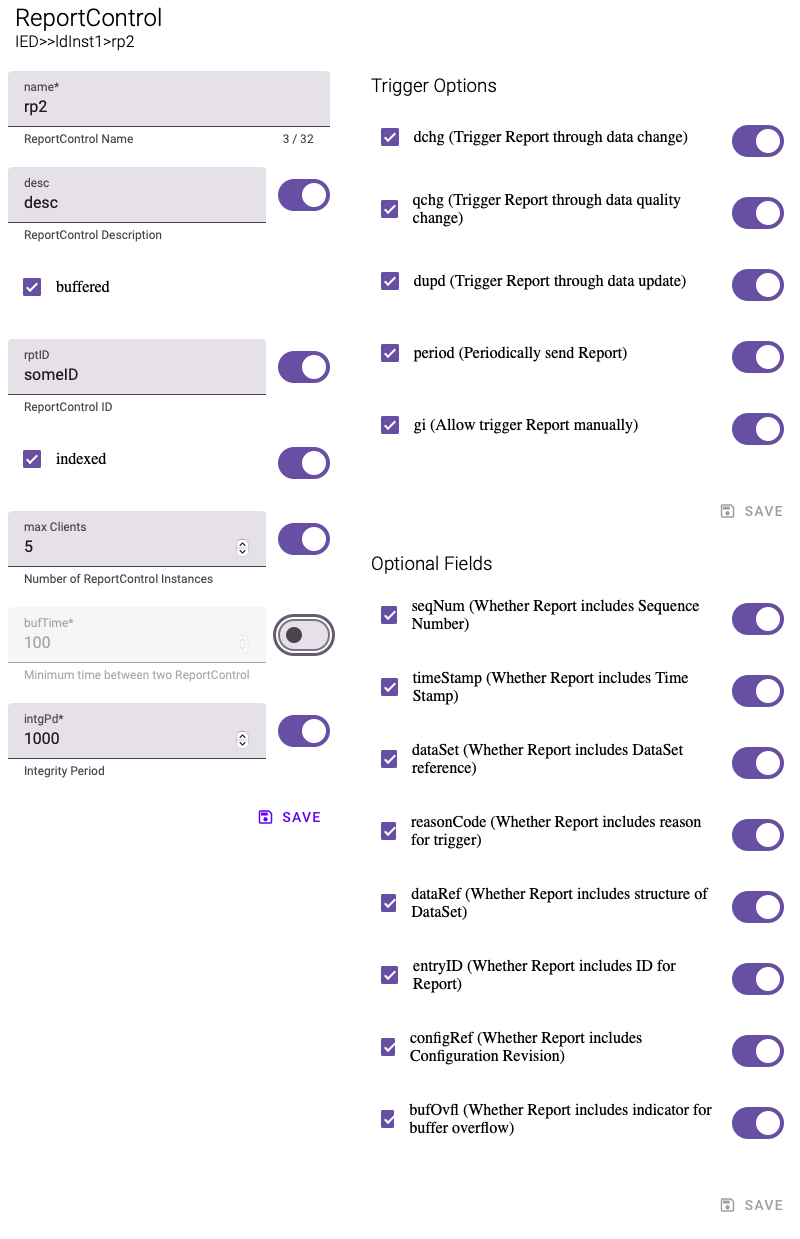 ReportControl
IED>>ldInst1>rp2
name*
rp2
ReportControl Name
3 / 32
desc
desc
ReportControl Description
buffered
rptID
someID
ReportControl ID
indexed
max Clients
5
Number of ReportControl Instances
bufTime*
100
Minimum time between two ReportControl
intgPd*
1000
Integrity Period
SAVE
Trigger Options
dchg (Trigger Report through data change)
qchg (Trigger Report through data quality
change)
dupd (Trigger Report through data update)
period (Periodically send Report)
gi (Allow trigger Report manually)
SAVE
Optional Fields
seqNum (Whether Report includes Sequence
Number)
timeStamp (Whether Report includes Time
Stamp)
dataSet (Whether Report includes DataSet
reference)
reasonCode (Whether Report includes reason
for trigger)
dataRef (Whether Report includes structure of
DataSet)
entryID (Whether Report includes ID for
Report)
configRef (Whether Report includes
Configuration Revision)
bufOvfl (Whether Report includes indicator for
buffer overflow)
SAVE